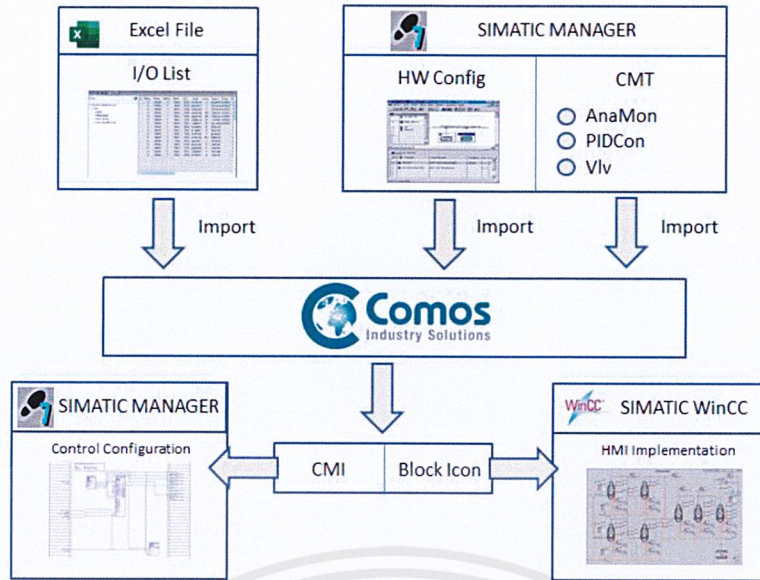 Excel File
I/O List
SIMATIC MANAGER
HW Config
CMT
AnaMon
PIDCon
Vlv
Import
Import
Import
Comos
Industry Solutions
SIMATIC MANAGER
Control Configuration
CMI
Block Icon
WinCC
SIMATIC WinCC
HMI Implementation